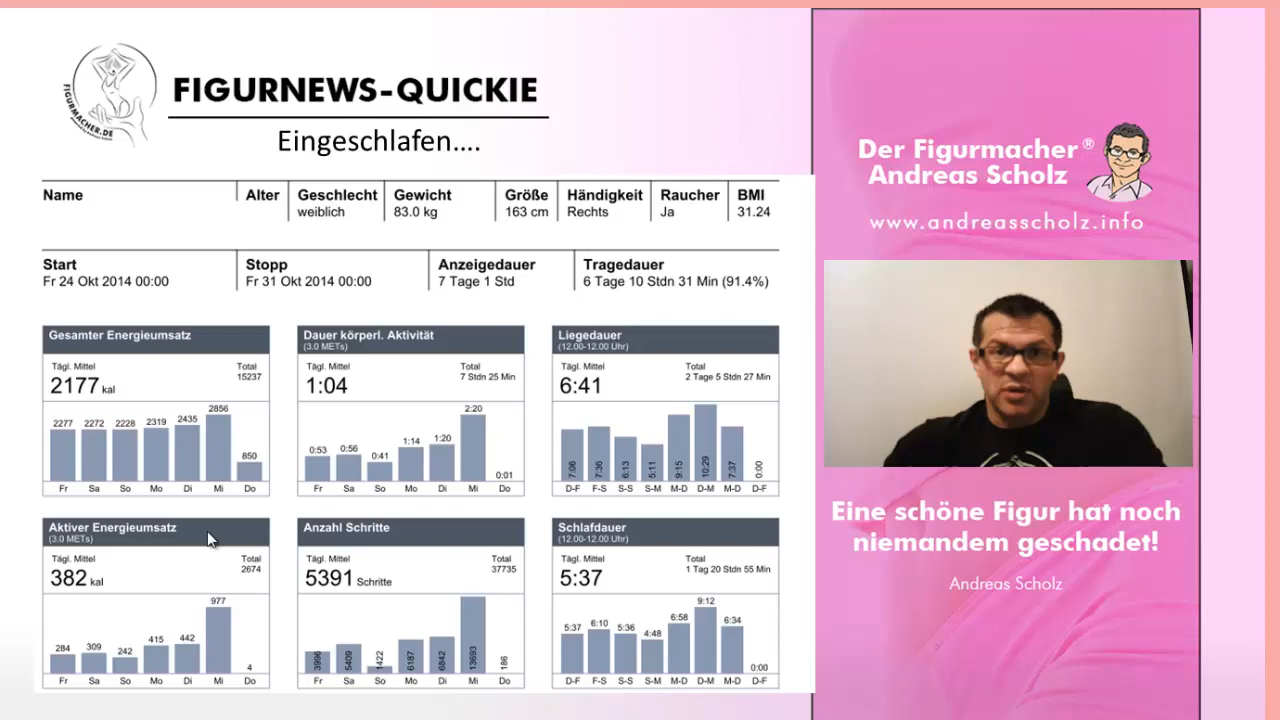 FIGURMACHER.DE
FIGURNEWS-QUICKIE
Eingeschlafen....
Name Alter Geschlecht Gewicht Größe Händigkeit Raucher BMI
weiblich 83.0 kg 163 cm Rechts Ja 31.24
Start Stopp Anzeigedauer Tragedauer
Fr 24 Okt 2014 00:00 Fr 31 Okt 2014 00:00 7 Tage 1 Std 6 Tage 10 Stdn 31 Min (91.4%)
Gesamter Energieumsatz
Tägl. Mittel Total
2177 kal 15237
2277 2272 2228 2319 2435 2856 850
Fr Sa So Mo Di Mi Do
Dauer körperl. Aktivität
(3.0 METs)
Tägl. Mittel Total
1:04 7 Stdn 25 Min
0:53 0:56 0:41 1:14 1:20 2:20 0:01
Fr Sa So Mo Di Mi Do
Liegedauer
(12.00-12.00 Uhr)
Tägl. Mittel Total
6:41 2 Tage 5 Stdn 27 Min
7:06 7:36 6:13 5:11 9:15 10:29 7:37 0:00
D-F F-S S-S S-M M-D D-M M-D D-F
Aktiver Energieumsatz
(3.0 METs)
Tägl. Mittel Total
382 kal 2674
284 309 242 415 442 977 4
Fr Sa So Mo Di Mi Do
Anzahl Schritte
Tägl. Mittel Total
5391 Schritte 37735
3996 5409 1422 6187 6842 13693 186
Fr Sa So Mo Di Mi Do
Schlafdauer
(12.00-12.00 Uhr)
Tägl. Mittel Total
5:37 1 Tag 20 Stdn 55 Min
5:37 6:10 5:36 4:48 6:58 9:12 6:34 0:00
D-F F-S S-S S-M M-D D-M M-D D-F
Der Figurmacher®
Andreas Scholz
www.andreasscholz.info
Eine schöne Figur hat noch
niemandem geschadet!
Andreas Scholz